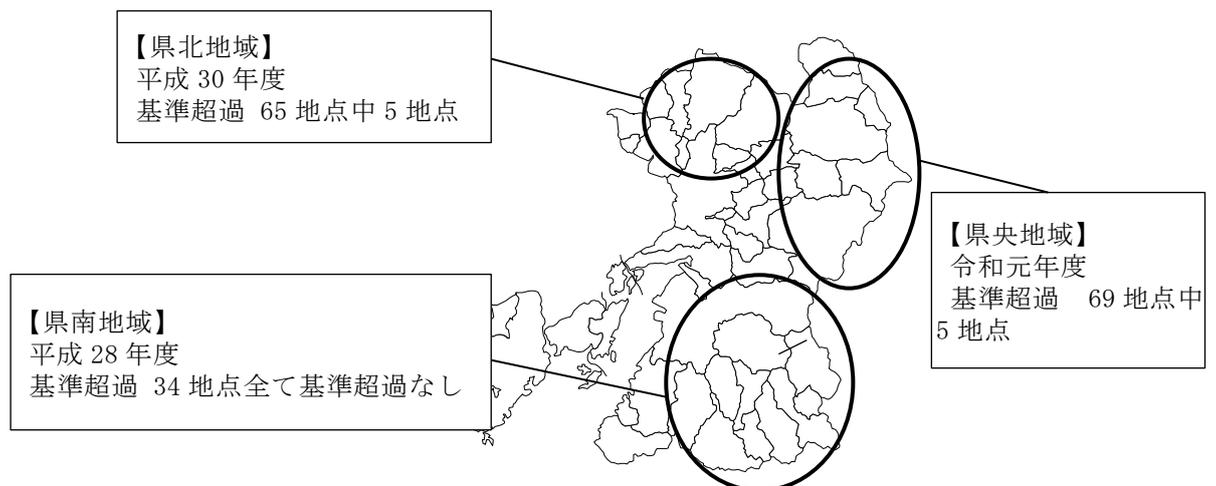 【県北地域】
平成 30 年度
基準超過 65 地点中 5 地点
【県央地域】
令和元年度
基準超過 69 地点中
5 地点
【県南地域】
平成 28 年度
基準超過 34 地点全て基準超過なし